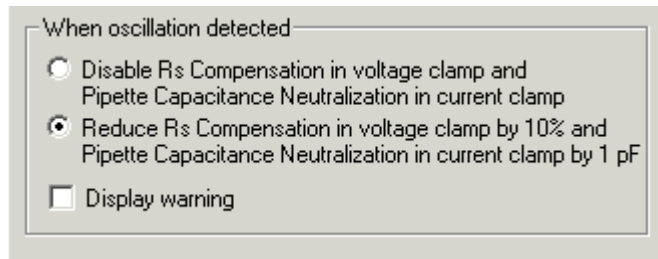 When oscillation detected
Disable Rs Compensation in voltage clamp and
Pipette Capacitance Neutralization in current clamp
Reduce Rs Compensation in voltage clamp by 10% and
Pipette Capacitance Neutralization in current clamp by 1 pF
Display warning